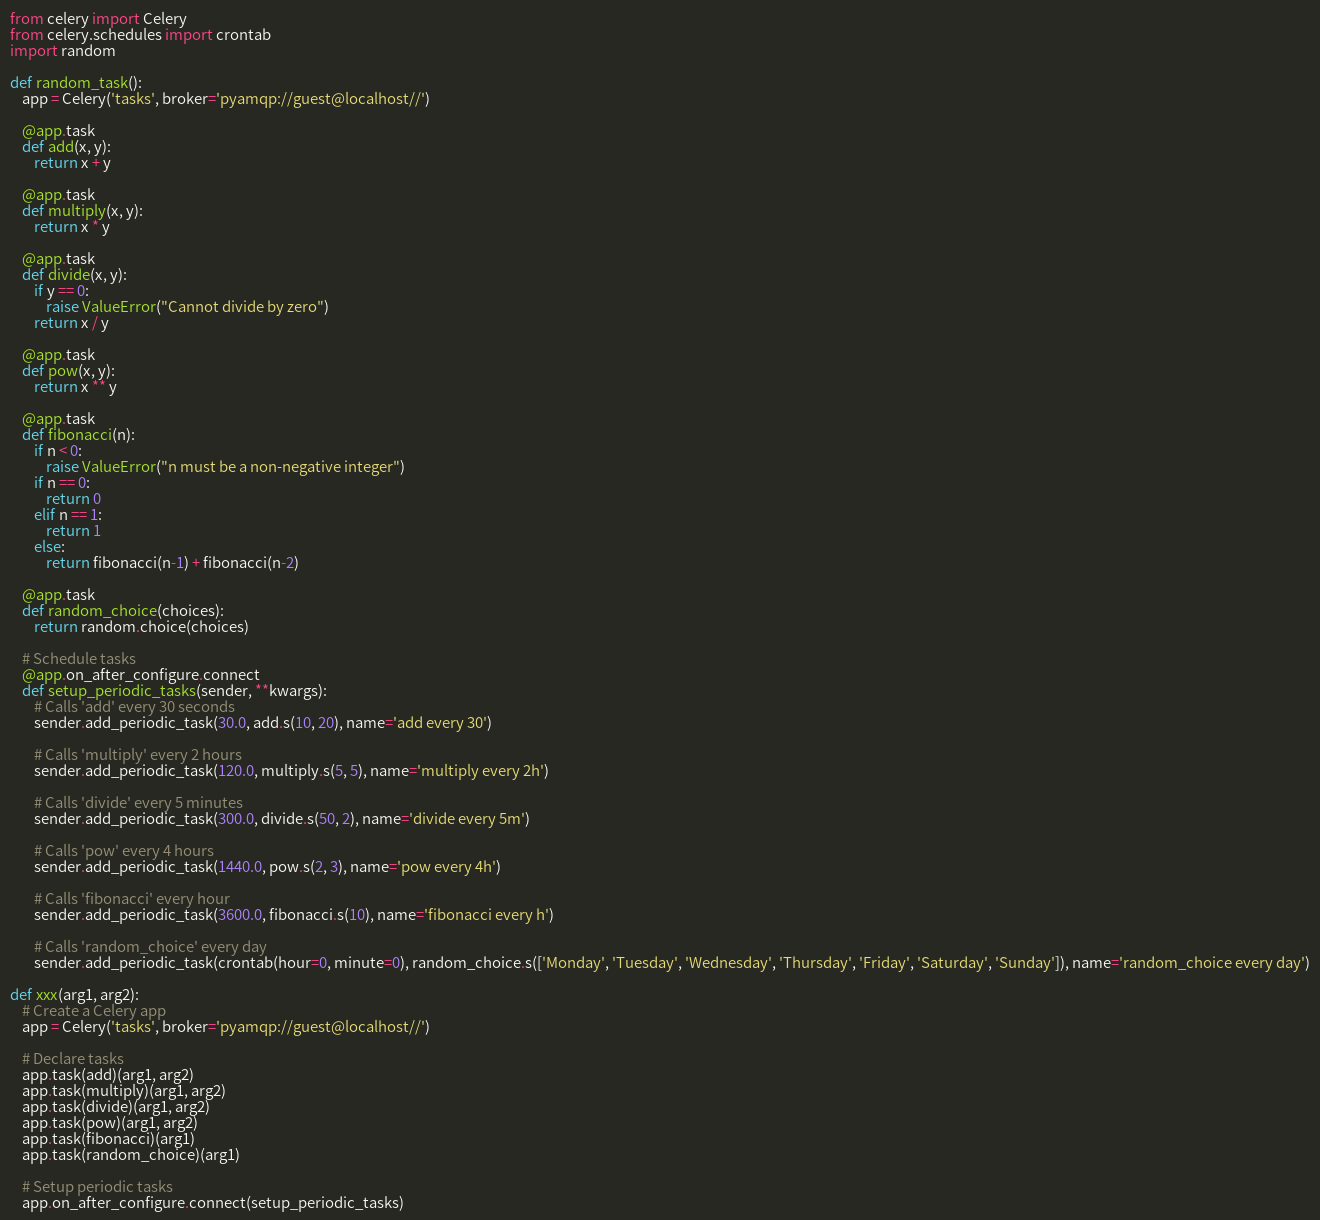 from celery import Celery
from celery.schedules import crontab
import random

def random_task():
    app = Celery('tasks', broker='pyamqp://guest@localhost//')

    @app.task
    def add(x, y):
        return x + y

    @app.task
    def multiply(x, y):
        return x * y

    @app.task
    def divide(x, y):
        if y == 0:
            raise ValueError("Cannot divide by zero")
        return x / y

    @app.task
    def pow(x, y):
        return x ** y

    @app.task
    def fibonacci(n):
        if n < 0:
            raise ValueError("n must be a non-negative integer")
        if n == 0:
            return 0
        elif n == 1:
            return 1
        else:
            return fibonacci(n-1) + fibonacci(n-2)

    @app.task
    def random_choice(choices):
        return random.choice(choices)

    # Schedule tasks
    @app.on_after_configure.connect
    def setup_periodic_tasks(sender, **kwargs):
        # Calls 'add' every 30 seconds
        sender.add_periodic_task(30.0, add.s(10, 20), name='add every 30')

        # Calls 'multiply' every 2 hours
        sender.add_periodic_task(120.0, multiply.s(5, 5), name='multiply every 2h')

        # Calls 'divide' every 5 minutes
        sender.add_periodic_task(300.0, divide.s(50, 2), name='divide every 5m')

        # Calls 'pow' every 4 hours
        sender.add_periodic_task(1440.0, pow.s(2, 3), name='pow every 4h')

        # Calls 'fibonacci' every hour
        sender.add_periodic_task(3600.0, fibonacci.s(10), name='fibonacci every h')

        # Calls 'random_choice' every day
        sender.add_periodic_task(crontab(hour=0, minute=0), random_choice.s(['Monday', 'Tuesday', 'Wednesday', 'Thursday', 'Friday', 'Saturday', 'Sunday']), name='random_choice every day')

def xxx(arg1, arg2):
    # Create a Celery app
    app = Celery('tasks', broker='pyamqp://guest@localhost//')

    # Declare tasks
    app.task(add)(arg1, arg2)
    app.task(multiply)(arg1, arg2)
    app.task(divide)(arg1, arg2)
    app.task(pow)(arg1, arg2)
    app.task(fibonacci)(arg1)
    app.task(random_choice)(arg1)

    # Setup periodic tasks
    app.on_after_configure.connect(setup_periodic_tasks)